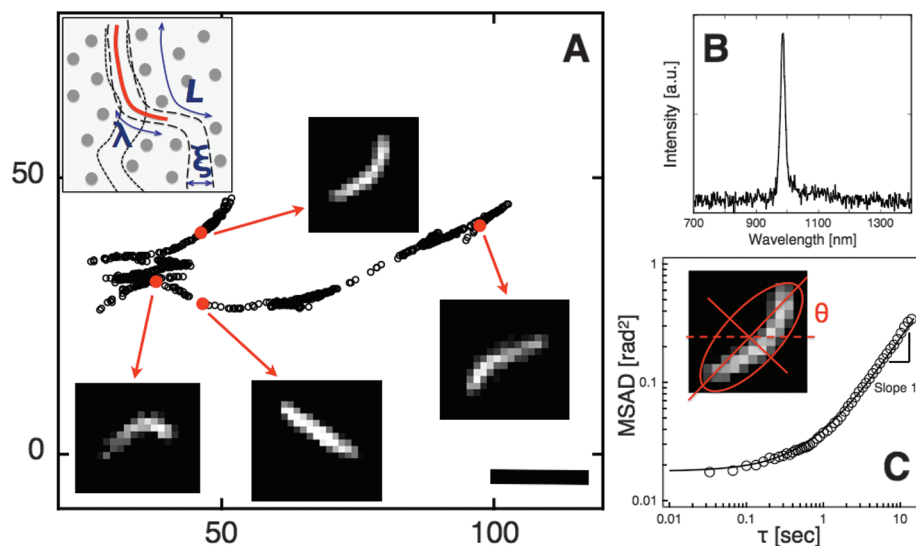 A
L
λ
ξ
50
0
50
100
B
Intensity [a.u.]
700 900 1100 1300
Wavelength [nm]
C
θ
MSAD [rad²]
1
0.1
0.01
Slope 1
0.01 0.1 1 10
τ [sec]